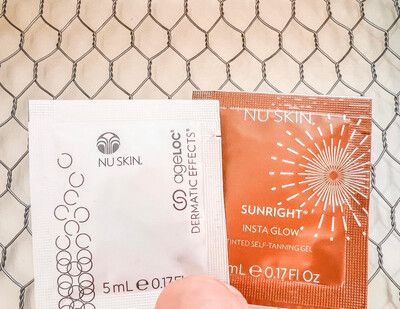 NU SKIN.
ageLOC®
DERMATIC EFFECTS®
5 mL e 0.17
NU SKIN.
SUNRIGHT®
INSTA GLOW
TINTED SELF-TANNING GEL
mL e 0.17 Fl Oz